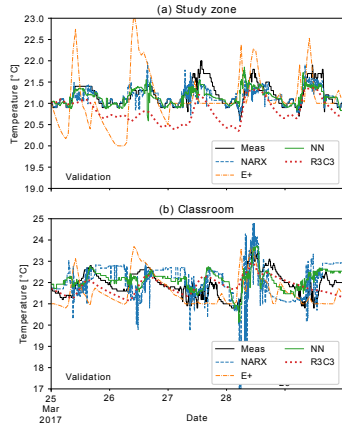 (a) Study zone
23.0
22.5
22.0
21.5
21.0
20.5
20.0
19.5
19.0
Temperature [°C]
Meas
NARX
E+
NN
R3C3
Validation
(b) Classroom
25
24
23
22
21
20
19
18
17
Temperature [°C]
Meas
NARX
E+
NN
R3C3
Validation
25
26
27
28
Mar
2017
Date